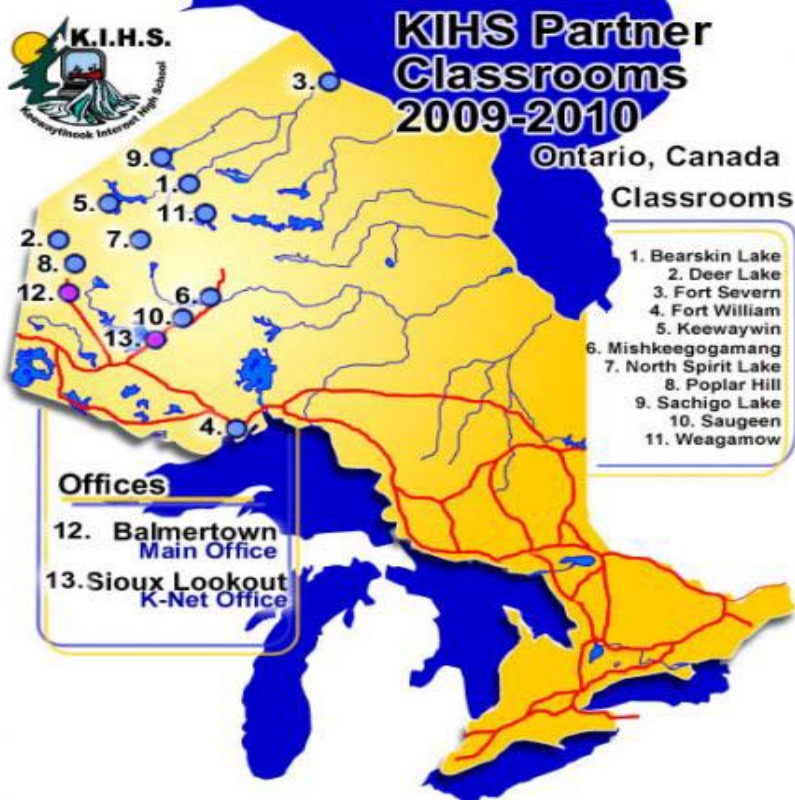 K.I.H.S.
Keewaytinook Internet High School
KIHS Partner
Classrooms
2009-2010
Ontario, Canada
Classrooms
1. Bearskin Lake
2. Deer Lake
3. Fort Severn
4. Fort William
5. Keewaywin
6. Mishkeegogamang
7. North Spirit Lake
8. Poplar Hill
9. Sachigo Lake
10. Saugeen
11. Weagamow
3.
9.
1.
5.
11.
2.
7.
8.
12.
6.
10.
13.
4.
Offices
12. Balmertown
Main Office
13. Sioux Lookout
K-Net Office